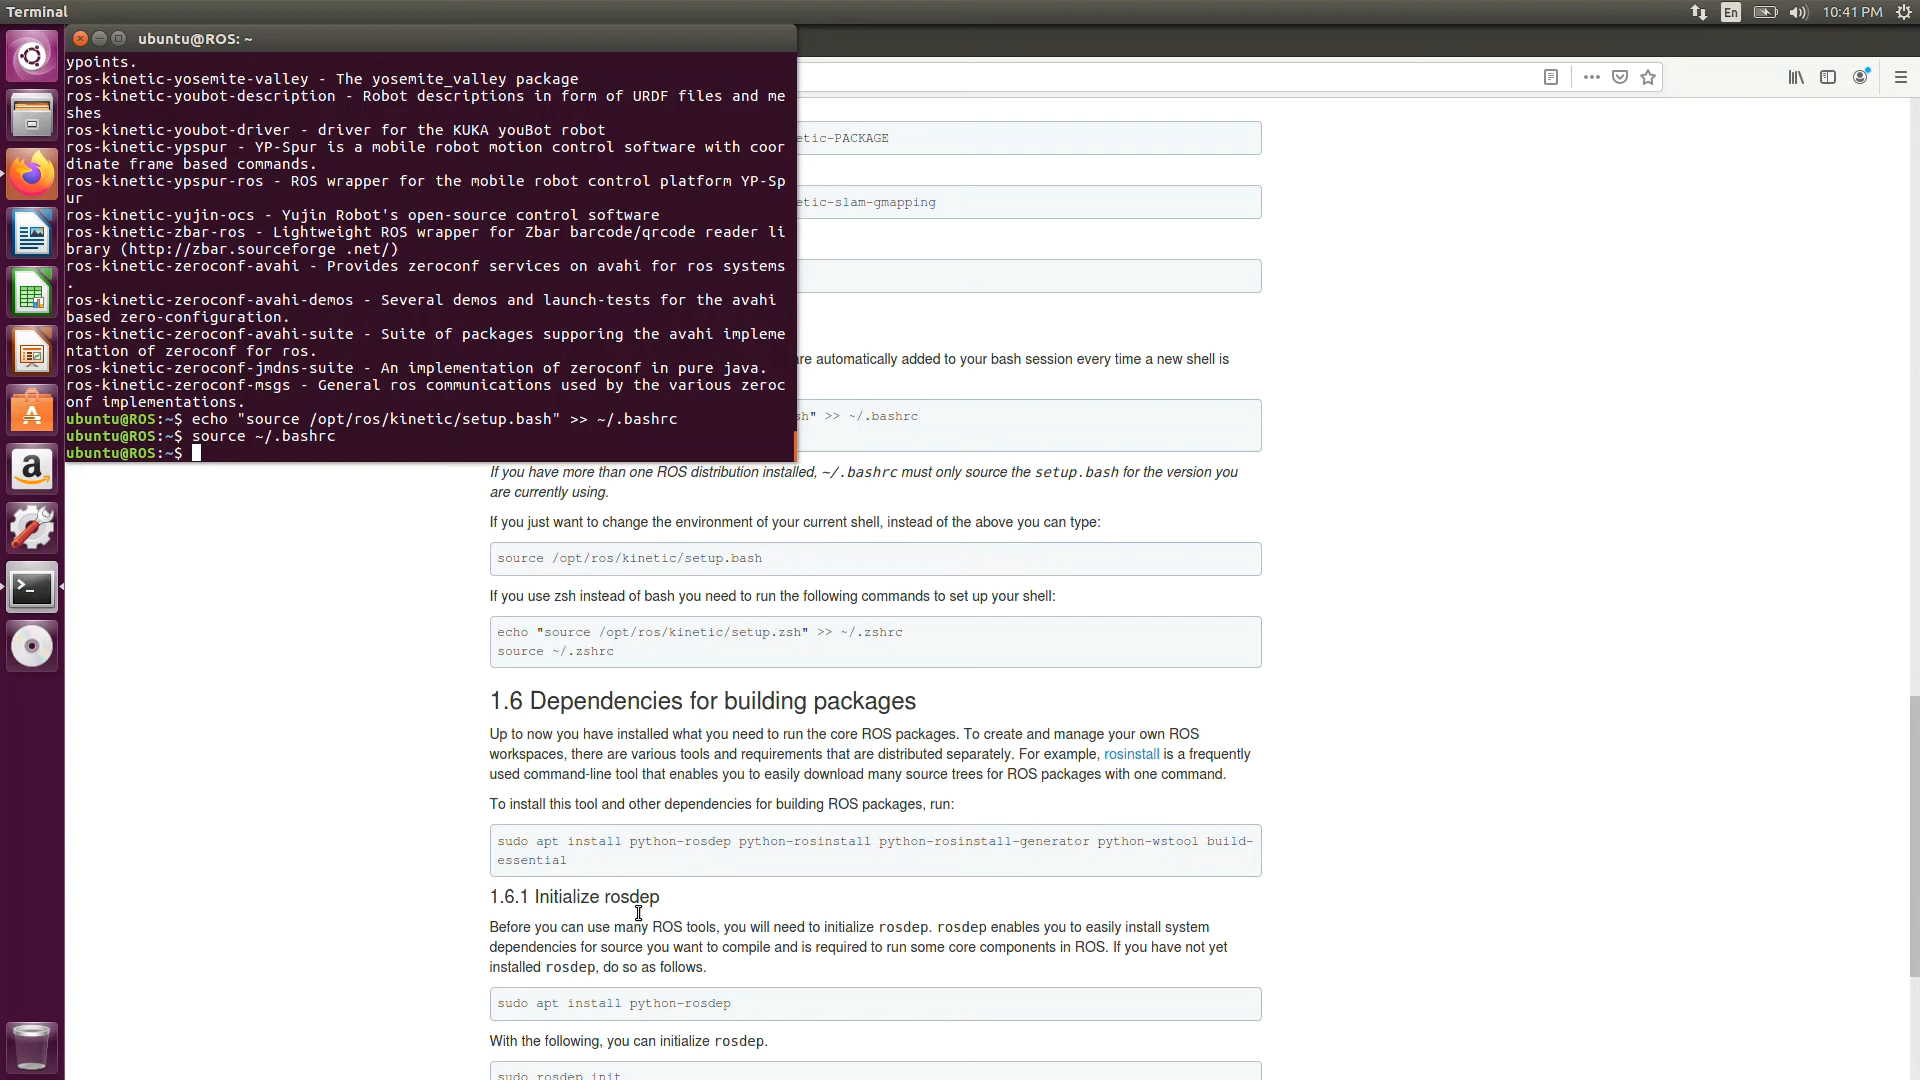 Terminal
En
10:41 PM
ubuntu@ROS: ~
ypoints.
ros-kinetic-yosemite-valley - The yosemite_valley package
ros-kinetic-youbot-description - Robot descriptions in form of URDF files and me
shes
ros-kinetic-youbot-driver - driver for the KUKA youBot robot
ros-kinetic-ypspur - YP-Spur is a mobile robot motion control software with coor
dinate frame based commands.
ros-kinetic-ypspur-ros - ROS wrapper for the mobile robot control platform YP-Sp
ur
ros-kinetic-yujin-ocs - Yujin Robot's open-source control software
ros-kinetic-zbar-ros - Lightweight ROS wrapper for Zbar barcode/qrcode reader li
brary (http://zbar.sourceforge .net/)
ros-kinetic-zeroconf-avahi - Provides zeroconf services on avahi for ros systems
.
ros-kinetic-zeroconf-avahi-demos - Several demos and launch-tests for the avahi
based zero-configuration.
ros-kinetic-zeroconf-avahi-suite - Suite of packages supporing the avahi impleme
ntation of zeroconf for ros.
ros-kinetic-zeroconf-jmdns-suite - An implementation of zeroconf in pure java.
ros-kinetic-zeroconf-msgs - General ros communications used by the various zeroc
onf implementations.
ubuntu@ROS:~$ echo "source /opt/ros/kinetic/setup.bash" >> ~/.bashrc
ubuntu@ROS:~$ source ~/.bashrc
ubuntu@ROS:~$
etic-PACKAGE
etic-slam-gmapping
re automatically added to your bash session every time a new shell is
sh" >> ~/.bashrc
If you have more than one ROS distribution installed, ~/.bashrc must only source the setup.bash for the version you
are currently using.
If you just want to change the environment of your current shell, instead of the above you can type:
source /opt/ros/kinetic/setup.bash
If you use zsh instead of bash you need to run the following commands to set up your shell:
echo "source /opt/ros/kinetic/setup.zsh" >> ~/.zshrc
source ~/.zshrc
1.6 Dependencies for building packages
Up to now you have installed what you need to run the core ROS packages. To create and manage your own ROS
workspaces, there are various tools and requirements that are distributed separately. For example, rosinstall is a frequently
used command-line tool that enables you to easily download many source trees for ROS packages with one command.
To install this tool and other dependencies for building ROS packages, run:
sudo apt install python-rosdep python-rosinstall python-rosinstall-generator python-wstool build-
essential
1.6.1 Initialize rosdep
Before you can use many ROS tools, you will need to initialize rosdep. rosdep enables you to easily install system
dependencies for source you want to compile and is required to run some core components in ROS. If you have not yet
installed rosdep, do so as follows.
sudo apt install python-rosdep
With the following, you can initialize rosdep.
sudo rosdep init